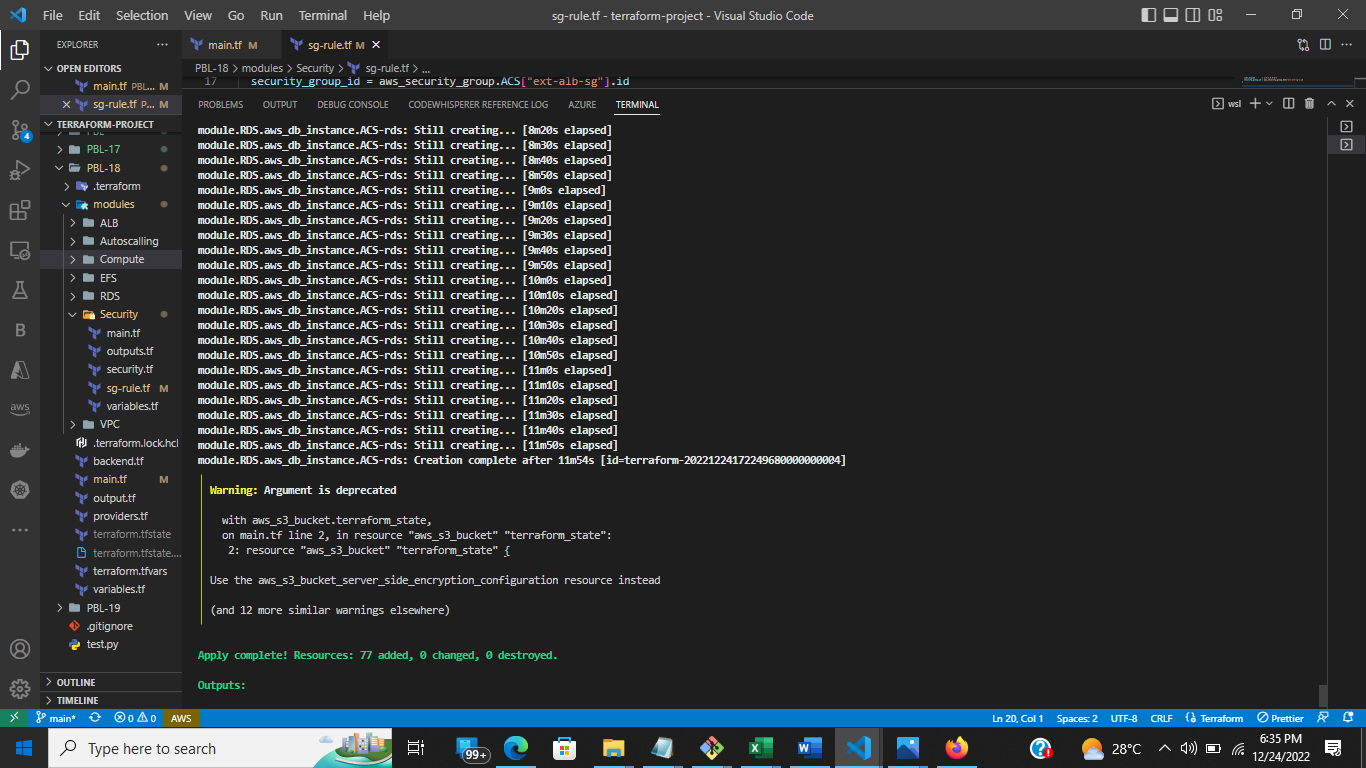 File Edit Selection View Go Run Terminal Help
sg-rule.tf - terraform-project - Visual Studio Code
EXPLORER
OPEN EDITORS
main.tf PBL... M
sg-rule.tf P... M
TERRAFORM-PROJECT
PBL-17
PBL-18
.terraform
modules
ALB
Autoscalling
Compute
EFS
RDS
Security
main.tf
outputs.tf
security.tf
sg-rule.tf M
variables.tf
VPC
.terraform.lock.hcl
backend.tf
main.tf M
output.tf
providers.tf
terraform.tfstate
terraform.tfstate....
terraform.tfvars
variables.tf
PBL-19
.gitignore
test.py
OUTLINE
TIMELINE
4
B
aws
main.tf M
sg-rule.tf M
PBL-18 > modules > Security > sg-rule.tf > ...
17 security_group_id = aws_security_group.ACS["ext-alb-sg"].id
PROBLEMS OUTPUT DEBUG CONSOLE CODEWHISPERER REFERENCE LOG AZURE TERMINAL
wsl
module.RDS.aws_db_instance.ACS-rds: Still creating... [8m20s elapsed]
module.RDS.aws_db_instance.ACS-rds: Still creating... [8m30s elapsed]
module.RDS.aws_db_instance.ACS-rds: Still creating... [8m40s elapsed]
module.RDS.aws_db_instance.ACS-rds: Still creating... [8m50s elapsed]
module.RDS.aws_db_instance.ACS-rds: Still creating... [9m0s elapsed]
module.RDS.aws_db_instance.ACS-rds: Still creating... [9m10s elapsed]
module.RDS.aws_db_instance.ACS-rds: Still creating... [9m20s elapsed]
module.RDS.aws_db_instance.ACS-rds: Still creating... [9m30s elapsed]
module.RDS.aws_db_instance.ACS-rds: Still creating... [9m40s elapsed]
module.RDS.aws_db_instance.ACS-rds: Still creating... [9m50s elapsed]
module.RDS.aws_db_instance.ACS-rds: Still creating... [10m0s elapsed]
module.RDS.aws_db_instance.ACS-rds: Still creating... [10m10s elapsed]
module.RDS.aws_db_instance.ACS-rds: Still creating... [10m20s elapsed]
module.RDS.aws_db_instance.ACS-rds: Still creating... [10m30s elapsed]
module.RDS.aws_db_instance.ACS-rds: Still creating... [10m40s elapsed]
module.RDS.aws_db_instance.ACS-rds: Still creating... [10m50s elapsed]
module.RDS.aws_db_instance.ACS-rds: Still creating... [11m0s elapsed]
module.RDS.aws_db_instance.ACS-rds: Still creating... [11m10s elapsed]
module.RDS.aws_db_instance.ACS-rds: Still creating... [11m20s elapsed]
module.RDS.aws_db_instance.ACS-rds: Still creating... [11m30s elapsed]
module.RDS.aws_db_instance.ACS-rds: Still creating... [11m40s elapsed]
module.RDS.aws_db_instance.ACS-rds: Still creating... [11m50s elapsed]
module.RDS.aws_db_instance.ACS-rds: Creation complete after 11m54s [id=terraform-20221224172249680000000004]
Warning: Argument is deprecated
with aws_s3_bucket.terraform_state,
on main.tf line 2, in resource "aws_s3_bucket" "terraform_state":
2: resource "aws_s3_bucket" "terraform_state" {
Use the aws_s3_bucket_server_side_encryption_configuration resource instead
(and 12 more similar warnings elsewhere)
Apply complete! Resources: 77 added, 0 changed, 0 destroyed.
Outputs:
main* 0 0 AWS
Ln 20, Col 1 Spaces: 2 UTF-8 CRLF Terraform Prettier
Type here to search
99+
28°C
6:35 PM
12/24/2022